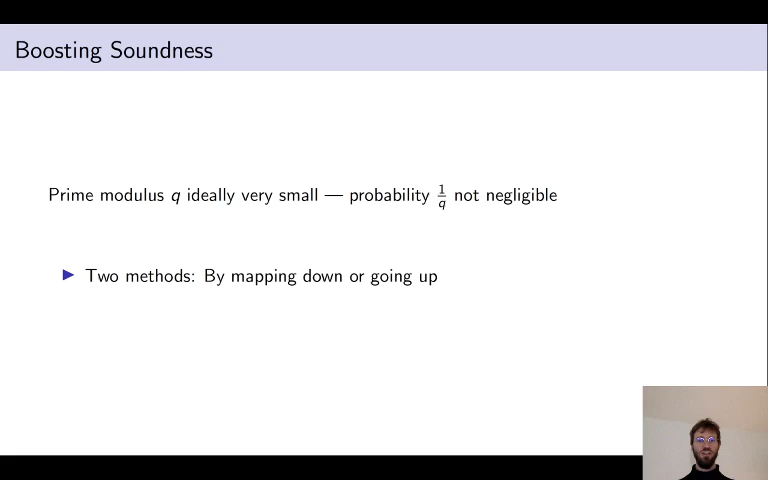 Boosting Soundness
Prime modulus q ideally very small — probability 1/q not negligible
▶ Two methods: By mapping down or going up